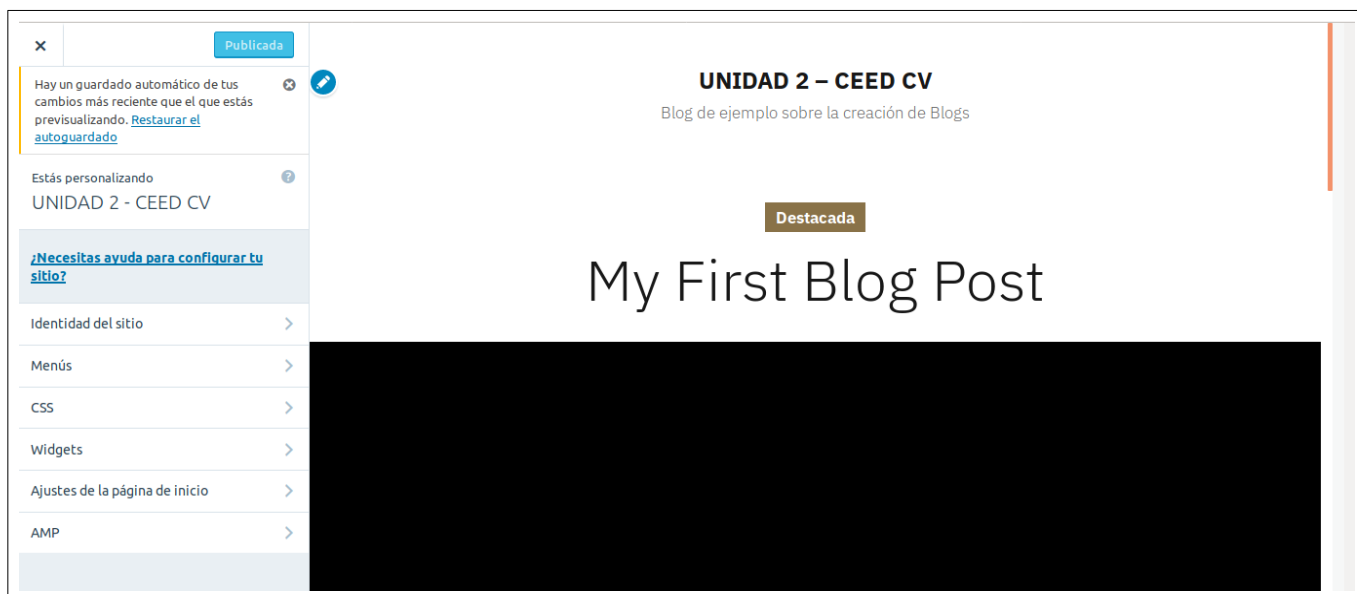 Publicada
Hay un guardado automático de tus
cambios más reciente que el que estás
previsualizando. Restaurar el
autoguardado
Estás personalizando
UNIDAD 2 - CEED CV
¿Necesitas ayuda para configurar tu
sitio?
Identidad del sitio
Menús
CSS
Widgets
Ajustes de la página de inicio
AMP
UNIDAD 2 – CEED CV
Blog de ejemplo sobre la creación de Blogs
Destacada
My First Blog Post